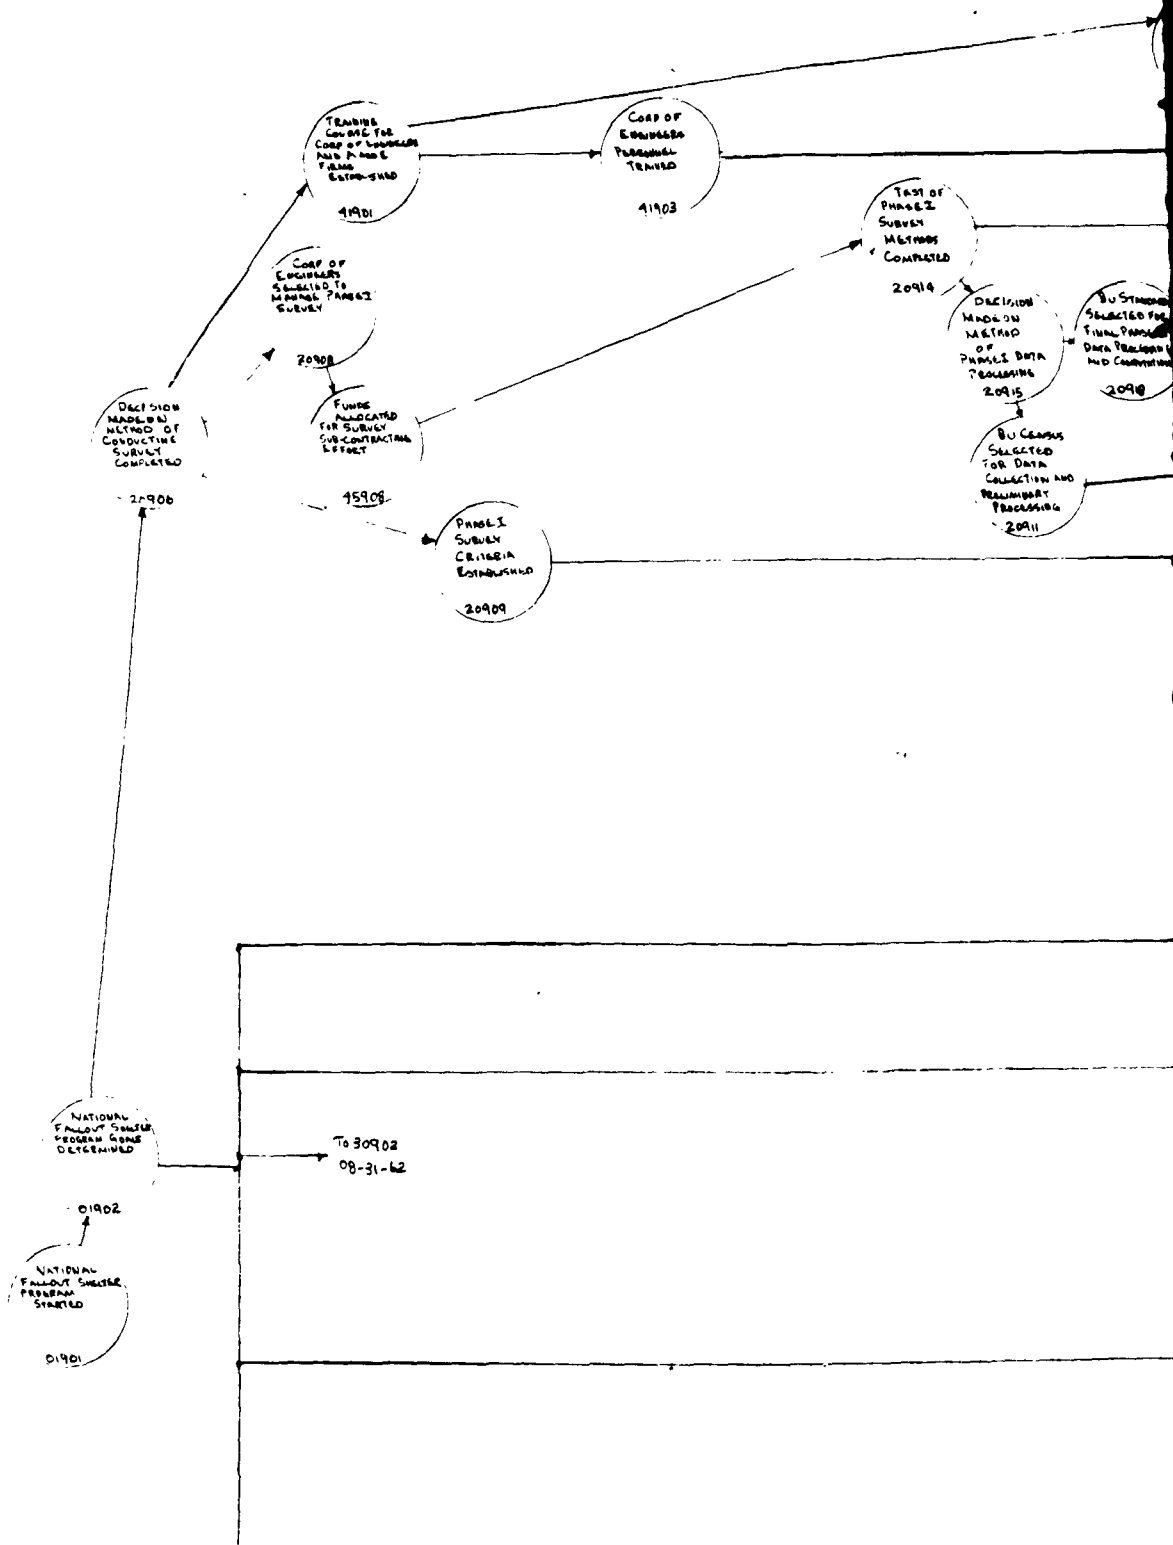 TRAINING
COURSE FOR
CORP OF ENGINEERS
AND A AND E
FIRMS
ESTABLISHED
41901
CORP OF
ENGINEERS
PERSONNEL
TRAINED
41903
TEST OF
PHASE I
SURVEY
METHODS
COMPLETED
20914
CORP OF
ENGINEERS
SELECTED TO
MANAGE PHASE I
SURVEY
20908
DECISION
MADE ON
METHOD
OF
PHASE I DATA
PROCESSING
20915
BU STANDARD
SELECTED FOR
FINAL PHASE
DATA PROCESSING
AND COMPUTATION
20918
DECISION
MADE ON
METHOD OF
CONDUCTING
SURVEY
COMPLETED
20906
FUNDS
ALLOCATED
FOR SURVEY
SUB-CONTRACTING
EFFORT
45908
BU CENSUS
SELECTED
FOR DATA
COLLECTION AND
PRELIMINARY
PROCESSING
20911
PHASE I
SURVEY
CRITERIA
ESTABLISHED
20909
NATIONAL
FALLOUT SHELTER
PROGRAM GOALS
DETERMINED
01902
TO 30902
08-31-62
NATIONAL
FALLOUT SHELTER
PROGRAM
STARTED
01901